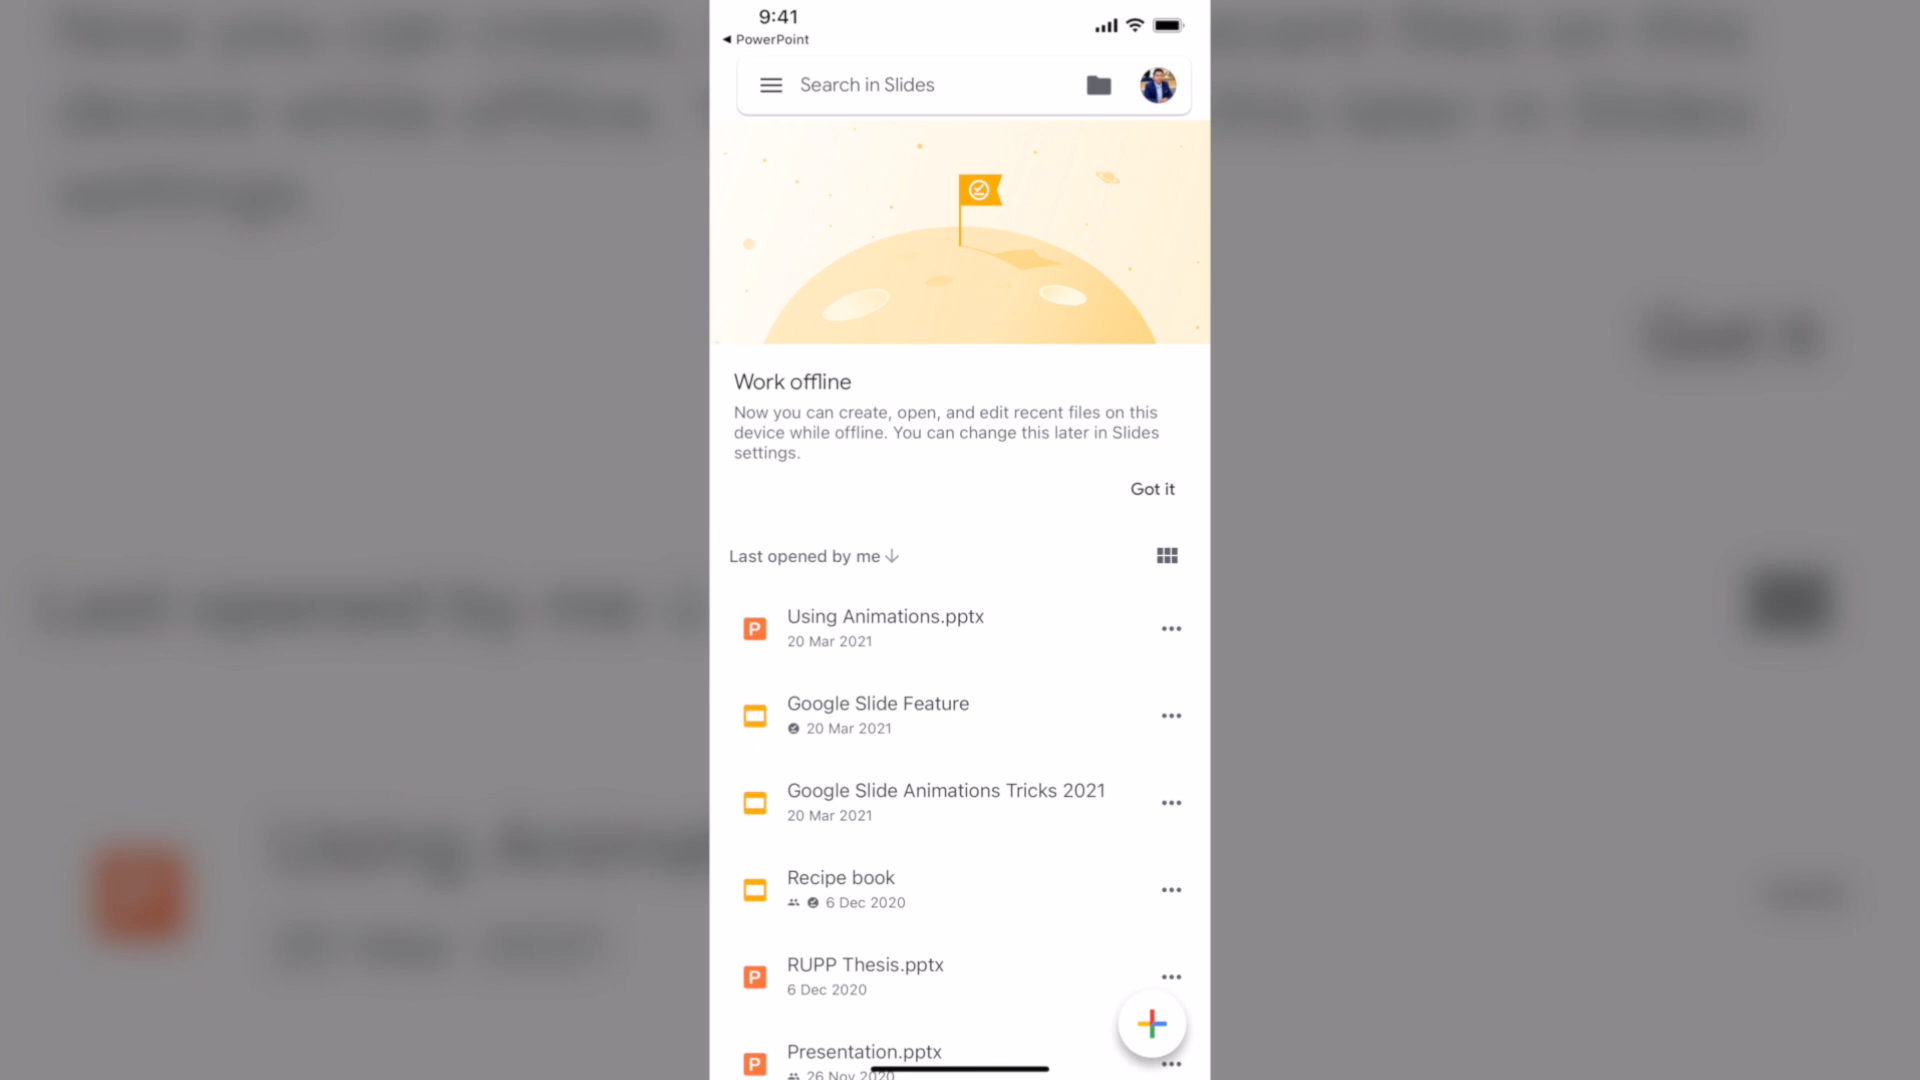 9:41
◀ PowerPoint
Search in Slides
Work offline
Now you can create, open, and edit recent files on this
device while offline. You can change this later in Slides
settings.
Got it
Last opened by me ↓
Using Animations.pptx
20 Mar 2021
Google Slide Feature
20 Mar 2021
Google Slide Animations Tricks 2021
20 Mar 2021
Recipe book
6 Dec 2020
RUPP Thesis.pptx
6 Dec 2020
Presentation.pptx
26 Nov 2020